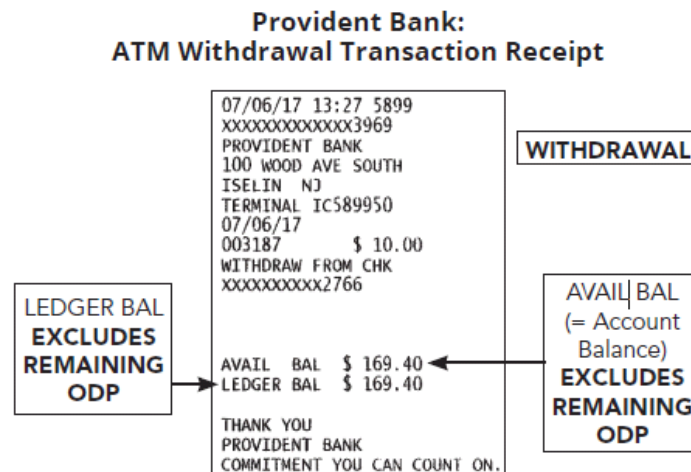 Provident Bank:
ATM Withdrawal Transaction Receipt
07/06/17 13:27 5899
XXXXXXXXXXXXX3969
PROVIDENT BANK
100 WOOD AVE SOUTH
ISELIN NJ
TERMINAL IC589950
07/06/17
003187 $ 10.00
WITHDRAW FROM CHK
XXXXXXXXXX2766
AVAIL BAL $ 169.40
LEDGER BAL $ 169.40
THANK YOU
PROVIDENT BANK
COMMITMENT YOU CAN COUNT ON.
WITHDRAWAL
LEDGER BAL
EXCLUDES
REMAINING
ODP
AVAIL BAL
(= Account
Balance)
EXCLUDES
REMAINING
ODP